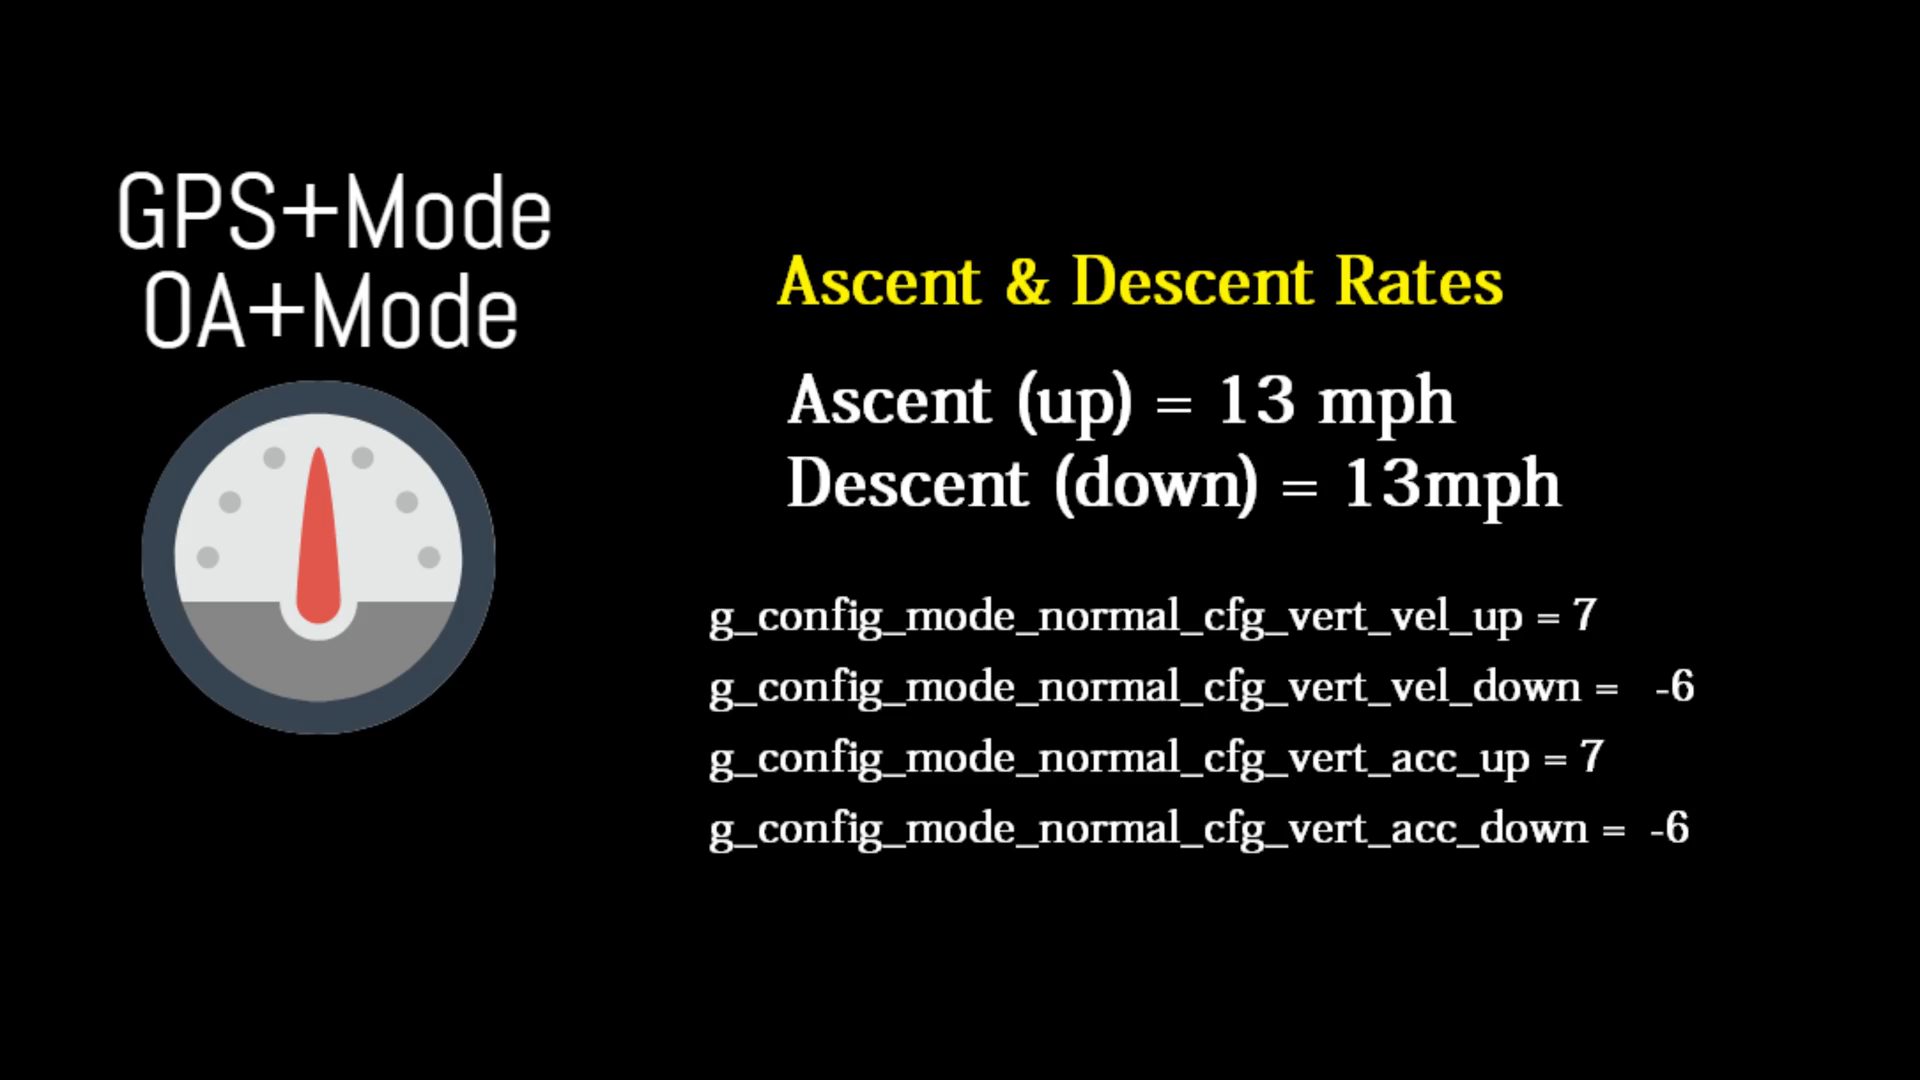 GPS+Mode
OA+Mode
Ascent & Descent Rates
Ascent (up) = 13 mph
Descent (down) = 13mph
g_config_mode_normal_cfg_vert_vel_up = 7
g_config_mode_normal_cfg_vert_vel_down = -6
g_config_mode_normal_cfg_vert_acc_up = 7
g_config_mode_normal_cfg_vert_acc_down = -6